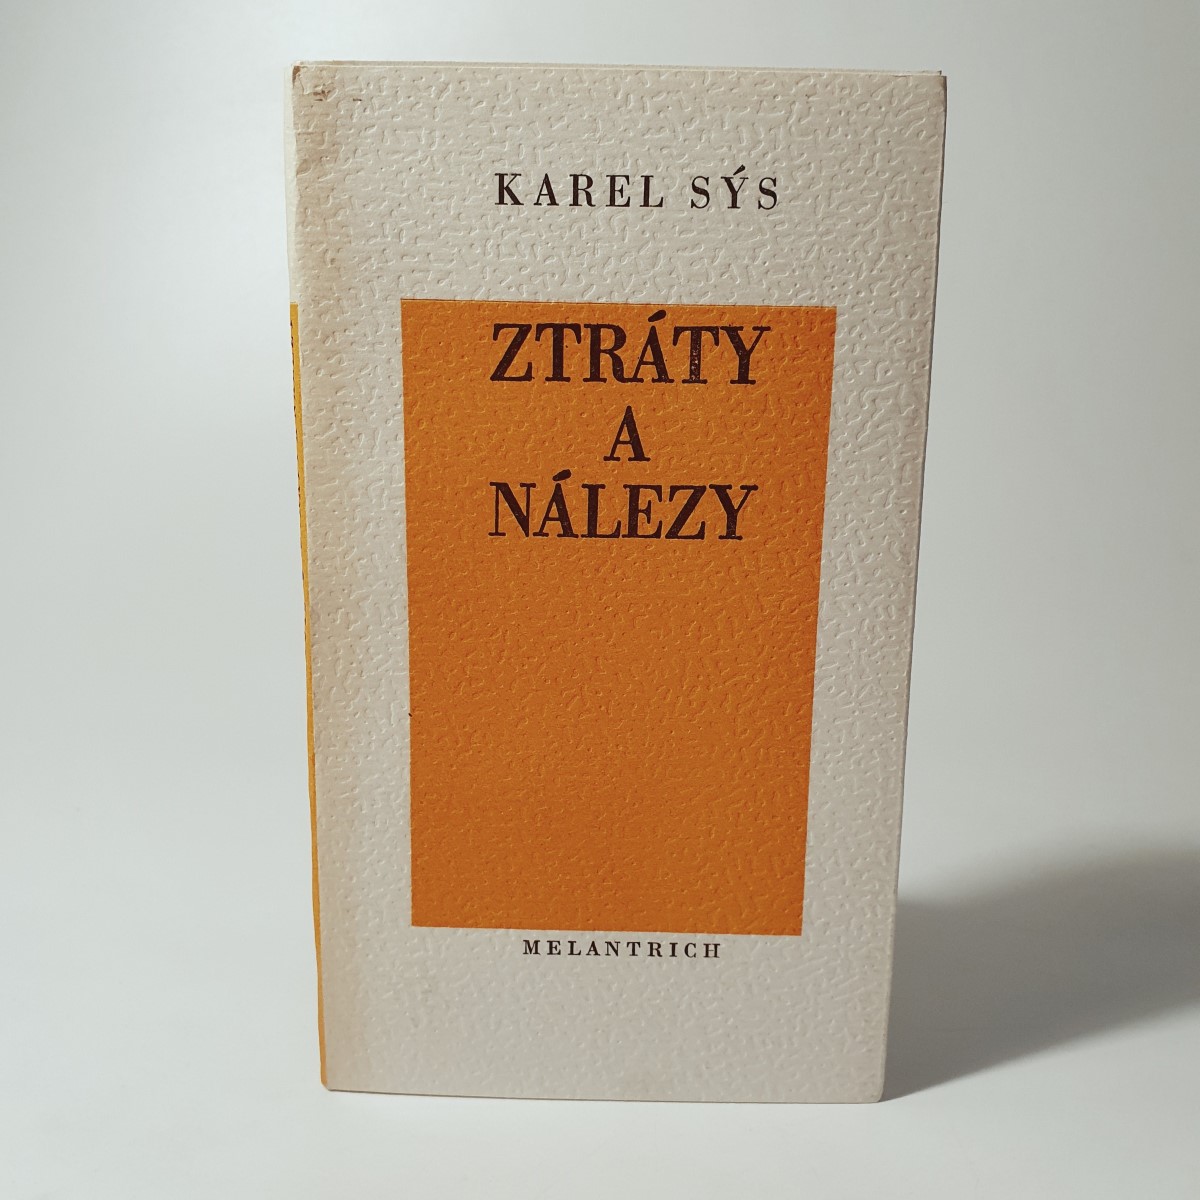 KAREL SÝS
ZTRÁTY
A
NÁLEZY
MELANTRICH